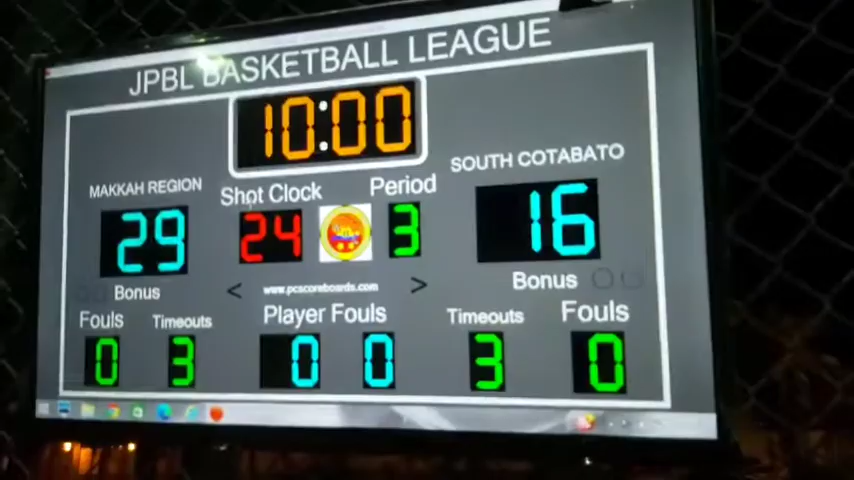 JPBL BASKETBALL LEAGUE
10:00
MAKKAH REGION
Shot Clock
Period
SOUTH COTABATO
29
24
3
16
Bonus
<
www.pcscoreboards.com
>
Bonus
Fouls
Timeouts
Player Fouls
Timeouts
Fouls
0
3
0
0
3
0